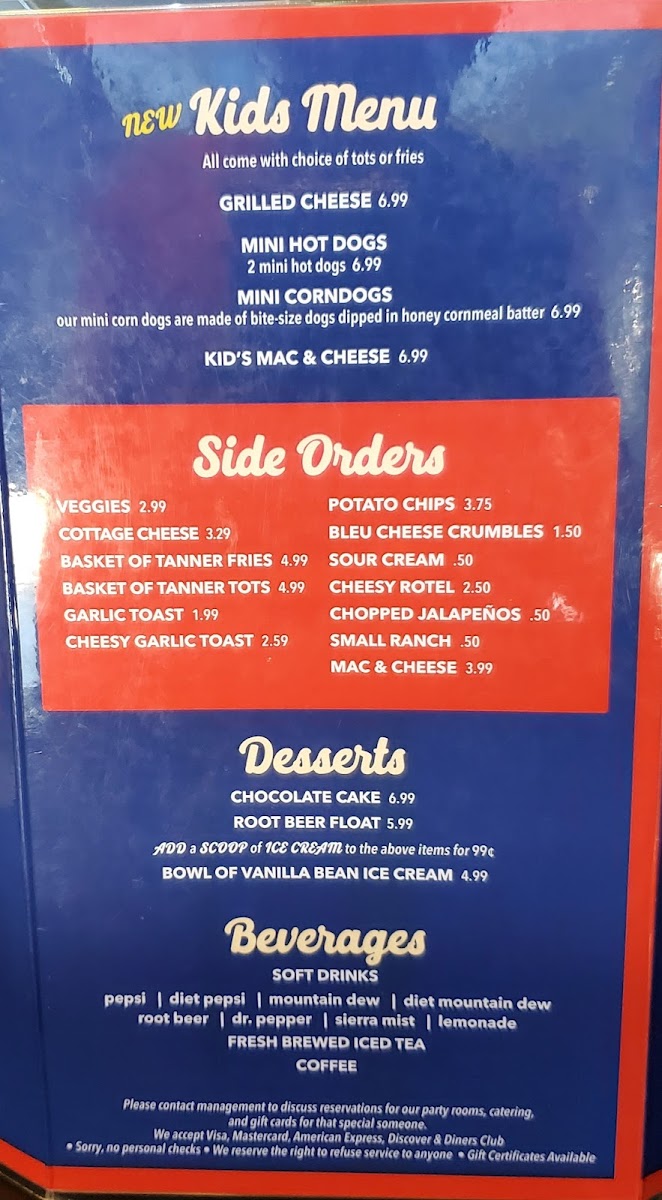 NEW Kids Menu
All come with choice of tots or fries
GRILLED CHEESE 6.99
MINI HOT DOGS
2 mini hot dogs 6.99
MINI CORNDOGS
our mini corn dogs are made of bite-size dogs dipped in honey cornmeal batter 6.99
KID'S MAC & CHEESE 6.99
Side Orders
VEGGIES 2.99
COTTAGE CHEESE 3.29
BASKET OF TANNER FRIES 4.99
BASKET OF TANNER TOTS 4.99
GARLIC TOAST 1.99
CHEESY GARLIC TOAST 2.59
POTATO CHIPS 3.75
BLEU CHEESE CRUMBLES 1.50
SOUR CREAM .50
CHEESY ROTEL 2.50
CHOPPED JALAPEÑOS .50
SMALL RANCH .50
MAC & CHEESE 3.99
Desserts
CHOCOLATE CAKE 6.99
ROOT BEER FLOAT 5.99
ADD a SCOOP of ICE CREAM to the above items for 99¢
BOWL OF VANILLA BEAN ICE CREAM 4.99
Beverages
SOFT DRINKS
pepsi | diet pepsi | mountain dew | diet mountain dew
root beer | dr. pepper | sierra mist | lemonade
FRESH BREWED ICED TEA
COFFEE
Please contact management to discuss reservations for our party rooms, catering,
and gift cards for that special someone.
We accept Visa, Mastercard, American Express, Discover & Diners Club
• Sorry, no personal checks • We reserve the right to refuse service to anyone • Gift Certificates Available